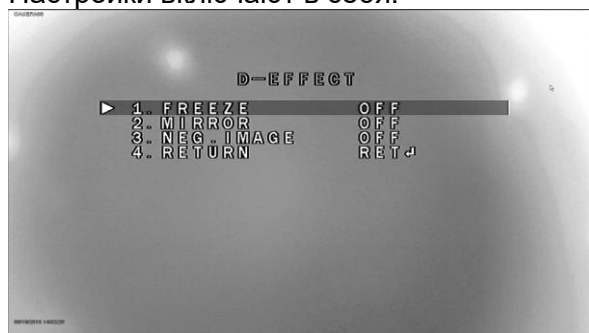 Настройки включают в себя:
D-EFFECT
1. FREEZE OFF
2. MIRROR OFF
3. NEG. IMAGE OFF
4. RETURN RET↲